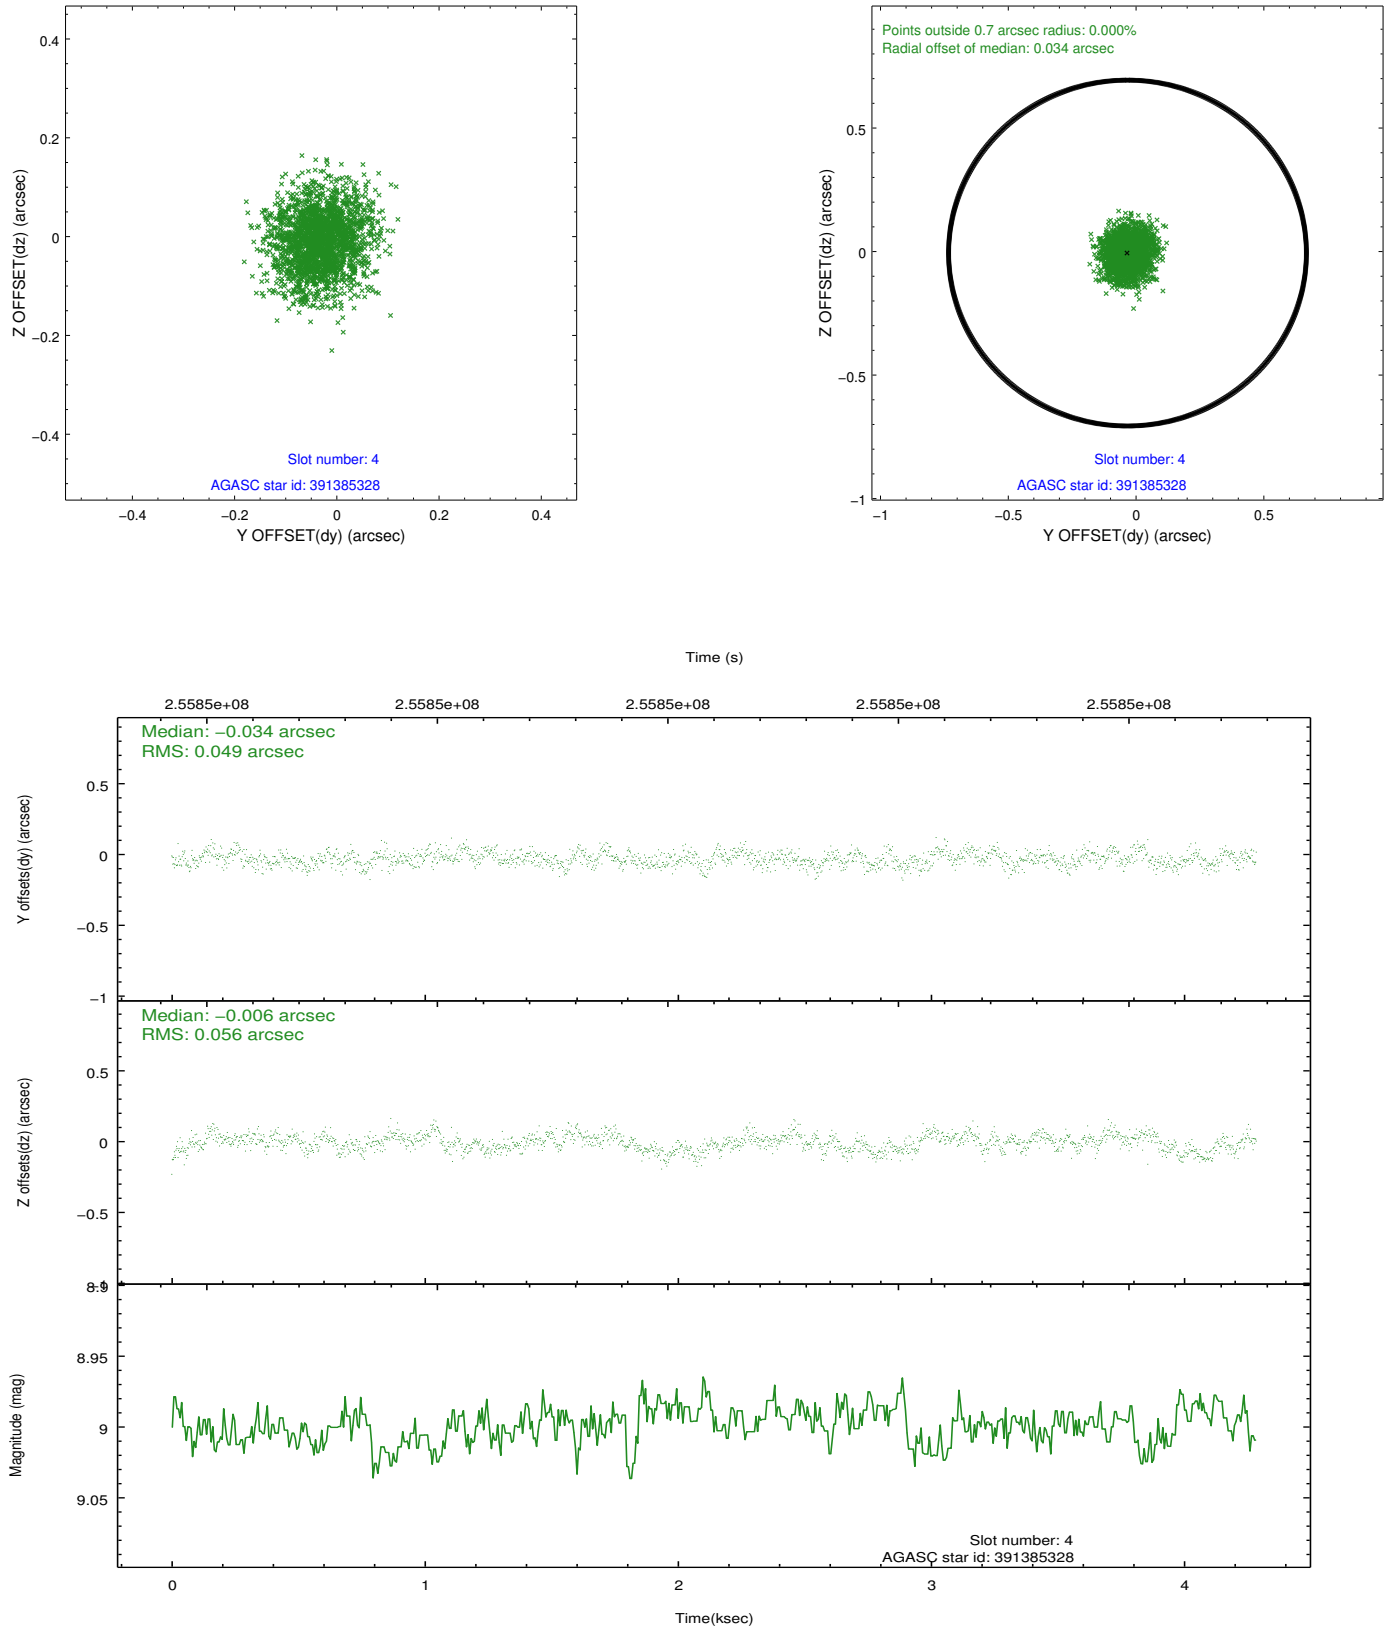 0.4
0.2
0
−0.2
−0.4
Z OFFSET(dz) (arcsec)
Slot number: 4
AGASC star id: 391385328
−0.4
−0.2
0
0.2
0.4
Y OFFSET(dy) (arcsec)
Points outside 0.7 arcsec radius: 0.000%
Radial offset of median: 0.034 arcsec
0.5
0
−0.5
−1
Z OFFSET(dz) (arcsec)
Slot number: 4
AGASC star id: 391385328
−1
−0.5
0
0.5
Y OFFSET(dy) (arcsec)
Time (s)
2.5585e+08
2.5585e+08
2.5585e+08
2.5585e+08
2.5585e+08
Median: −0.034 arcsec
RMS: 0.049 arcsec
0.5
0
−0.5
−1
Y offsets(dy) (arcsec)
Median: −0.006 arcsec
RMS: 0.056 arcsec
0.5
0
−0.5
−1
Z offsets(dz) (arcsec)
8.9
8.95
9
9.05
Magnitude (mag)
Slot number: 4
AGASC star id: 391385328
0
1
2
3
4
Time(ksec)